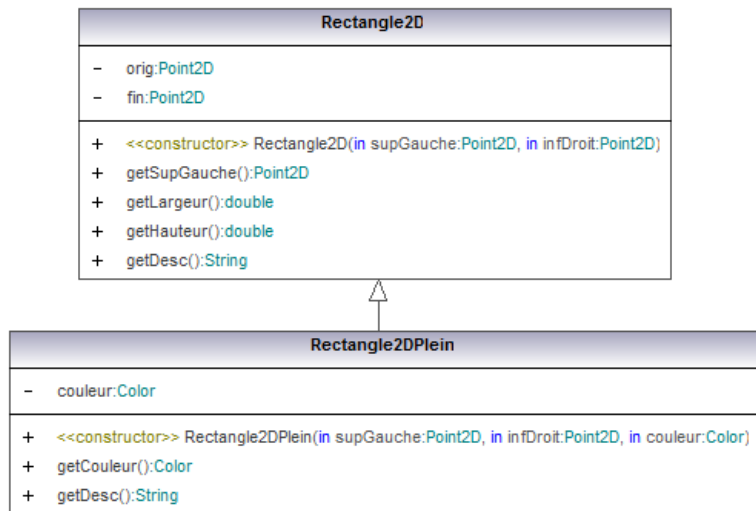 Rectangle2D
- orig:Point2D
- fin:Point2D
+ <<constructor>> Rectangle2D(in supGauche:Point2D, in infDroit:Point2D)
+ getSupGauche():Point2D
+ getLargeur():double
+ getHauteur():double
+ getDesc():String
Rectangle2DPlein
- couleur:Color
+ <<constructor>> Rectangle2DPlein(in supGauche:Point2D, in infDroit:Point2D, in couleur:Color)
+ getCouleur():Color
+ getDesc():String